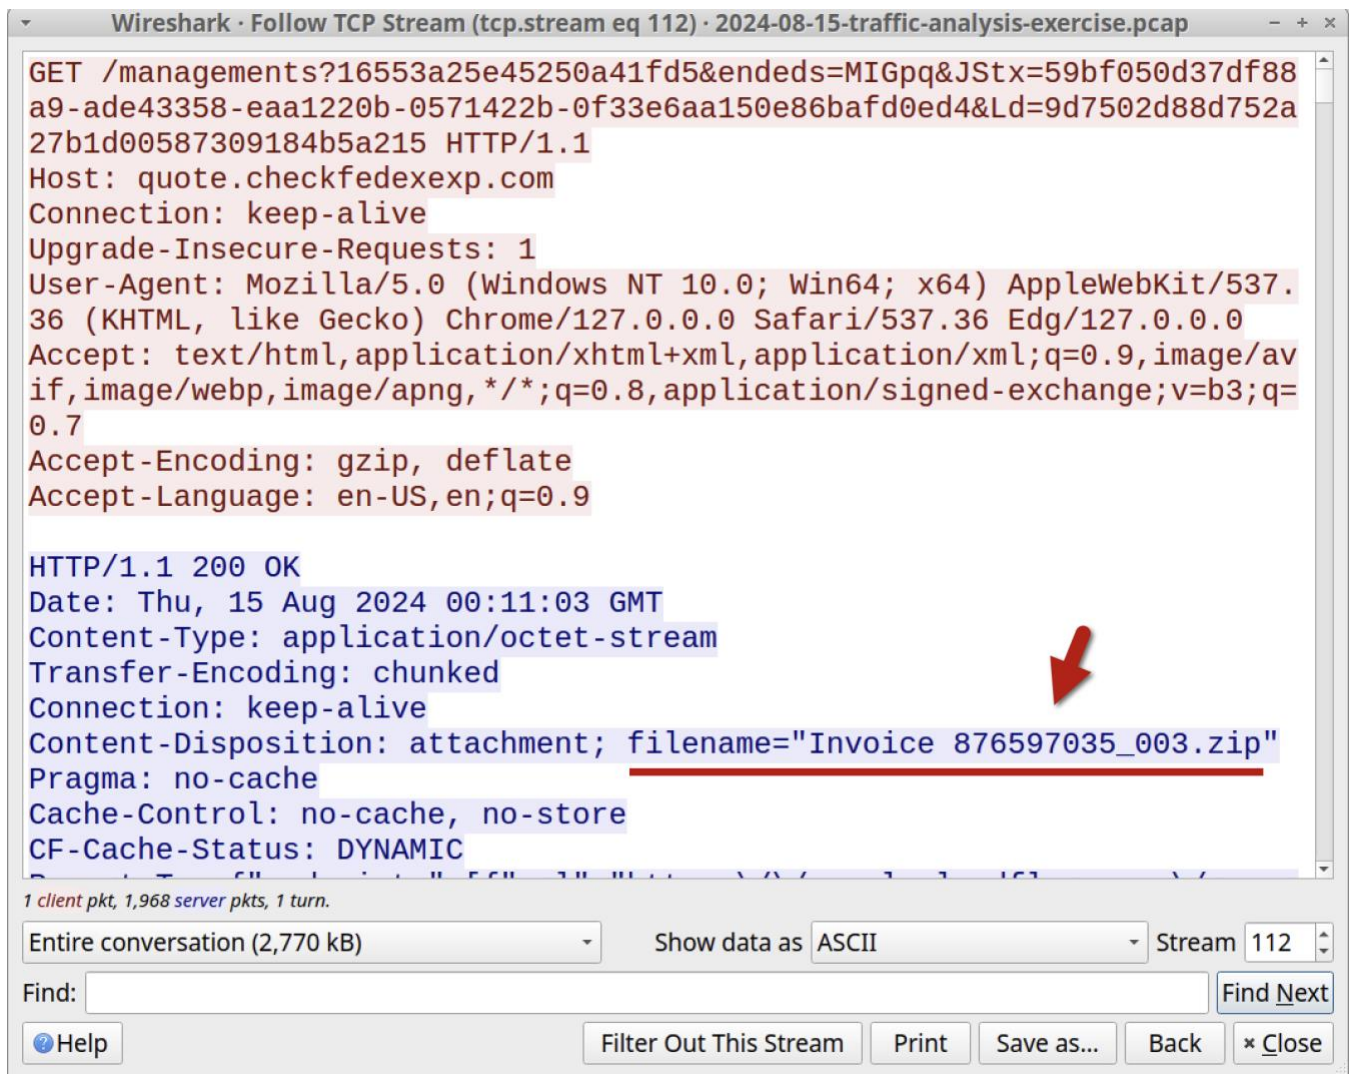 Wireshark · Follow TCP Stream (tcp.stream eq 112) · 2024-08-15-traffic-analysis-exercise.pcap
GET /managements?16553a25e45250a41fd5&endeds=MIGpq&JStx=59bf050d37df88
a9-ade43358-eaa1220b-0571422b-0f33e6aa150e86bafd0ed4&Ld=9d7502d88d752a
27b1d00587309184b5a215 HTTP/1.1
Host: quote.checkfedexexp.com
Connection: keep-alive
Upgrade-Insecure-Requests: 1
User-Agent: Mozilla/5.0 (Windows NT 10.0; Win64; x64) AppleWebKit/537.
36 (KHTML, like Gecko) Chrome/127.0.0.0 Safari/537.36 Edg/127.0.0.0
Accept: text/html,application/xhtml+xml,application/xml;q=0.9,image/av
if,image/webp,image/apng,*/*;q=0.8,application/signed-exchange;v=b3;q=
0.7
Accept-Encoding: gzip, deflate
Accept-Language: en-US,en;q=0.9
HTTP/1.1 200 OK
Date: Thu, 15 Aug 2024 00:11:03 GMT
Content-Type: application/octet-stream
Transfer-Encoding: chunked
Connection: keep-alive
Content-Disposition: attachment; filename="Invoice 876597035_003.zip"
Pragma: no-cache
Cache-Control: no-cache, no-store
CF-Cache-Status: DYNAMIC
1 client pkt, 1,968 server pkts, 1 turn.
Entire conversation (2,770 kB) Show data as ASCII Stream 112
Find: Find Next
Help Filter Out This Stream Print Save as... Back Close